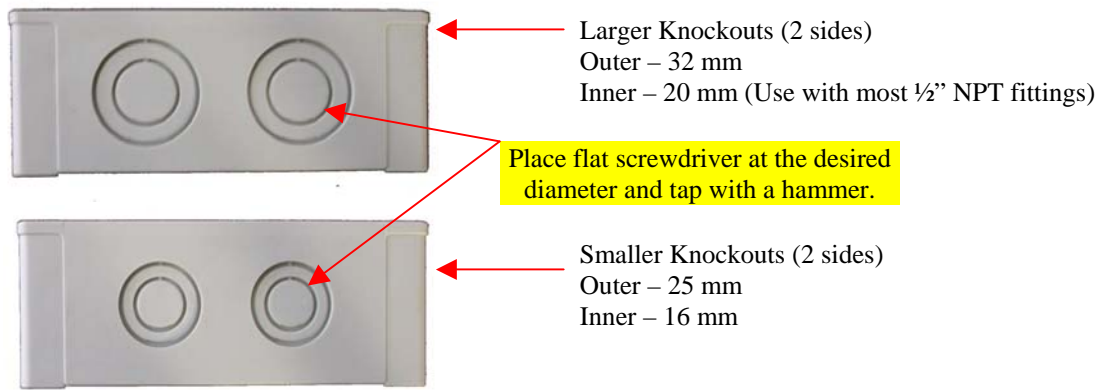 Larger Knockouts (2 sides)
Outer – 32 mm
Inner – 20 mm (Use with most ½” NPT fittings)
Place flat screwdriver at the desired
diameter and tap with a hammer.
Smaller Knockouts (2 sides)
Outer – 25 mm
Inner – 16 mm